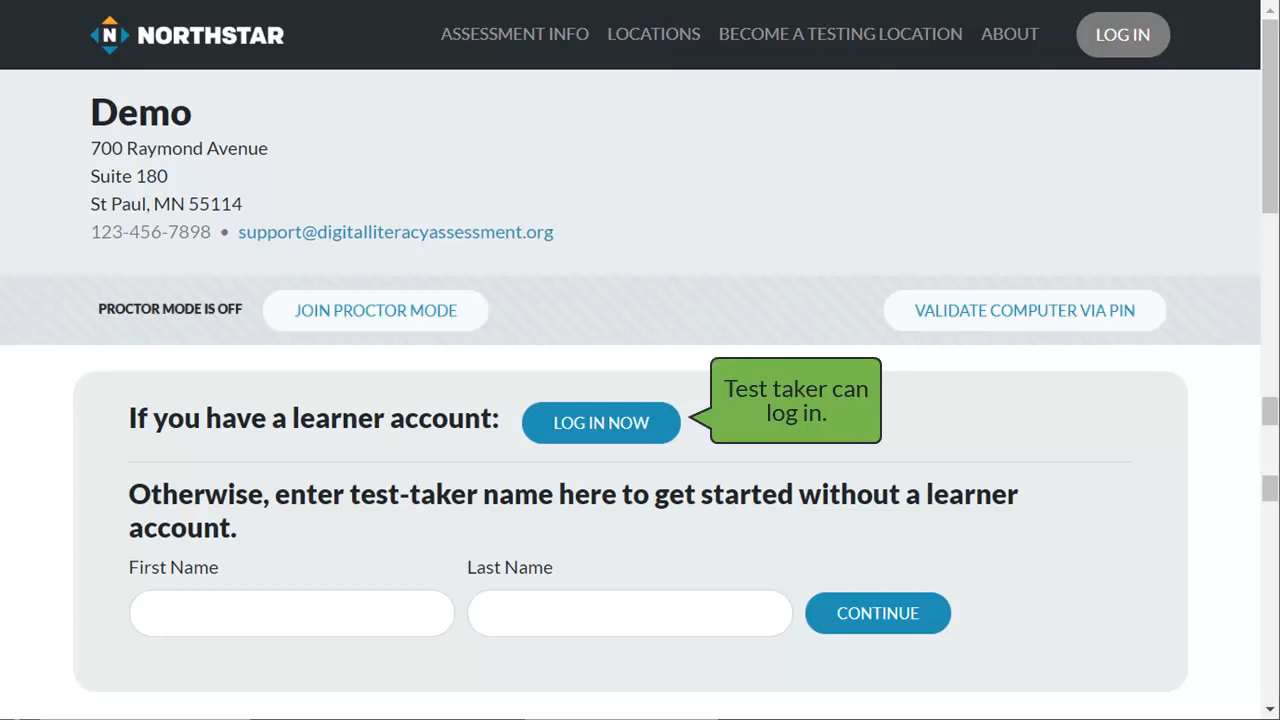 N NORTHSTAR
ASSESSMENT INFO LOCATIONS BECOME A TESTING LOCATION ABOUT LOG IN
Demo
700 Raymond Avenue
Suite 180
St Paul, MN 55114
123-456-7898 • support@digitalliteracyassessment.org
PROCTOR MODE IS OFF JOIN PROCTOR MODE VALIDATE COMPUTER VIA PIN
If you have a learner account: LOG IN NOW
Test taker can
log in.
Otherwise, enter test-taker name here to get started without a learner
account.
First Name Last Name
CONTINUE